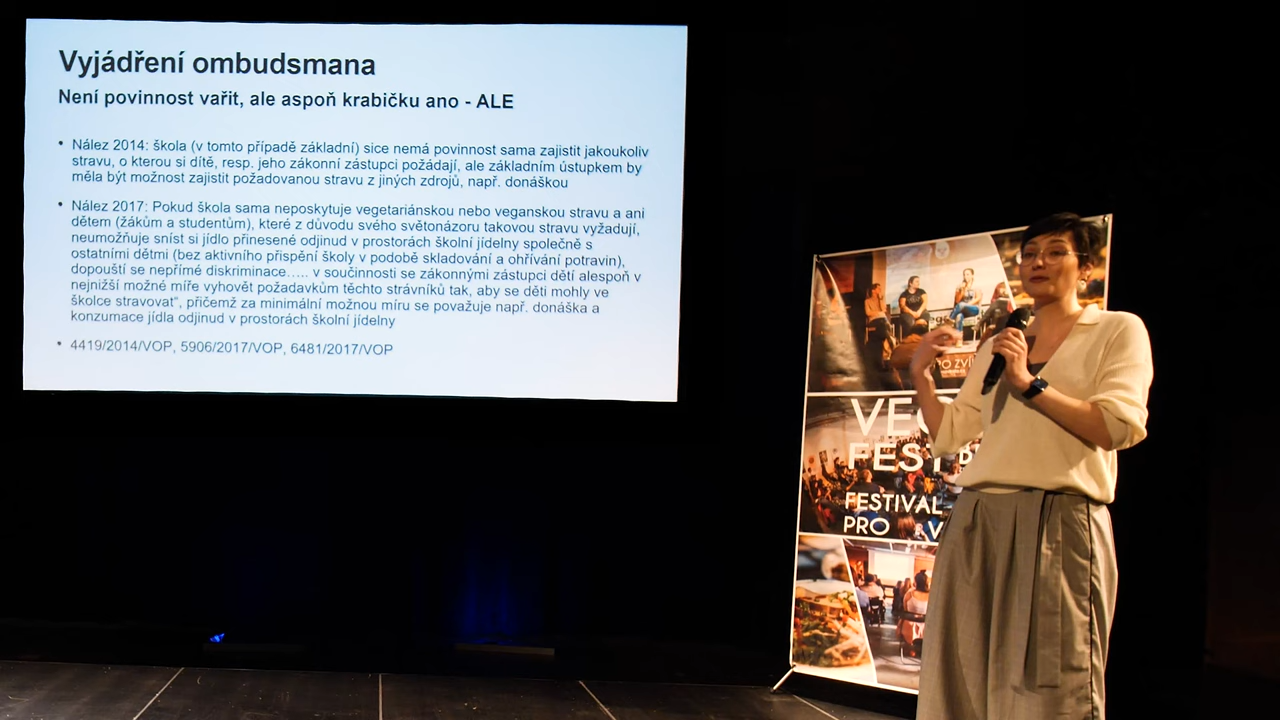 Vyjádření ombudsmana
Není povinnost vařit, ale aspoň krabičku ano - ALE
• Nález 2014: škola (v tomto případě základní) sice nemá povinnost sama zajistit jakoukoliv
stravu, o kterou si dítě, resp. jeho zákonní zástupci požádají, ale základním ústupkem by
měla být možnost zajistit požadovanou stravu z jiných zdrojů, např. donáškou
• Nález 2017: Pokud škola sama neposkytuje vegetariánskou nebo veganskou stravu a ani
dětem (žákům a studentům), které z důvodu svého světonázoru takovou stravu vyžadují,
neumožňuje sníst si jídlo přinesené odjinud v prostorách školní jídelny společně s
ostatními dětmi (bez aktivního přispění školy v podobě skladování a ohřívání potravin),
dopouští se nepřímé diskriminace….. v součinnosti se zákonnými zástupci dětí alespoň v
nejnižší možné míře vyhovět požadavkům těchto strávníků tak, aby se děti mohly ve
školce stravovat“, přičemž za minimální možnou míru se považuje např. donáška a
konzumace jídla odjinud v prostorách školní jídelny
• 4419/2014/VOP, 5906/2017/VOP, 6481/2017/VOP
FEST
FESTIVAL
PRO